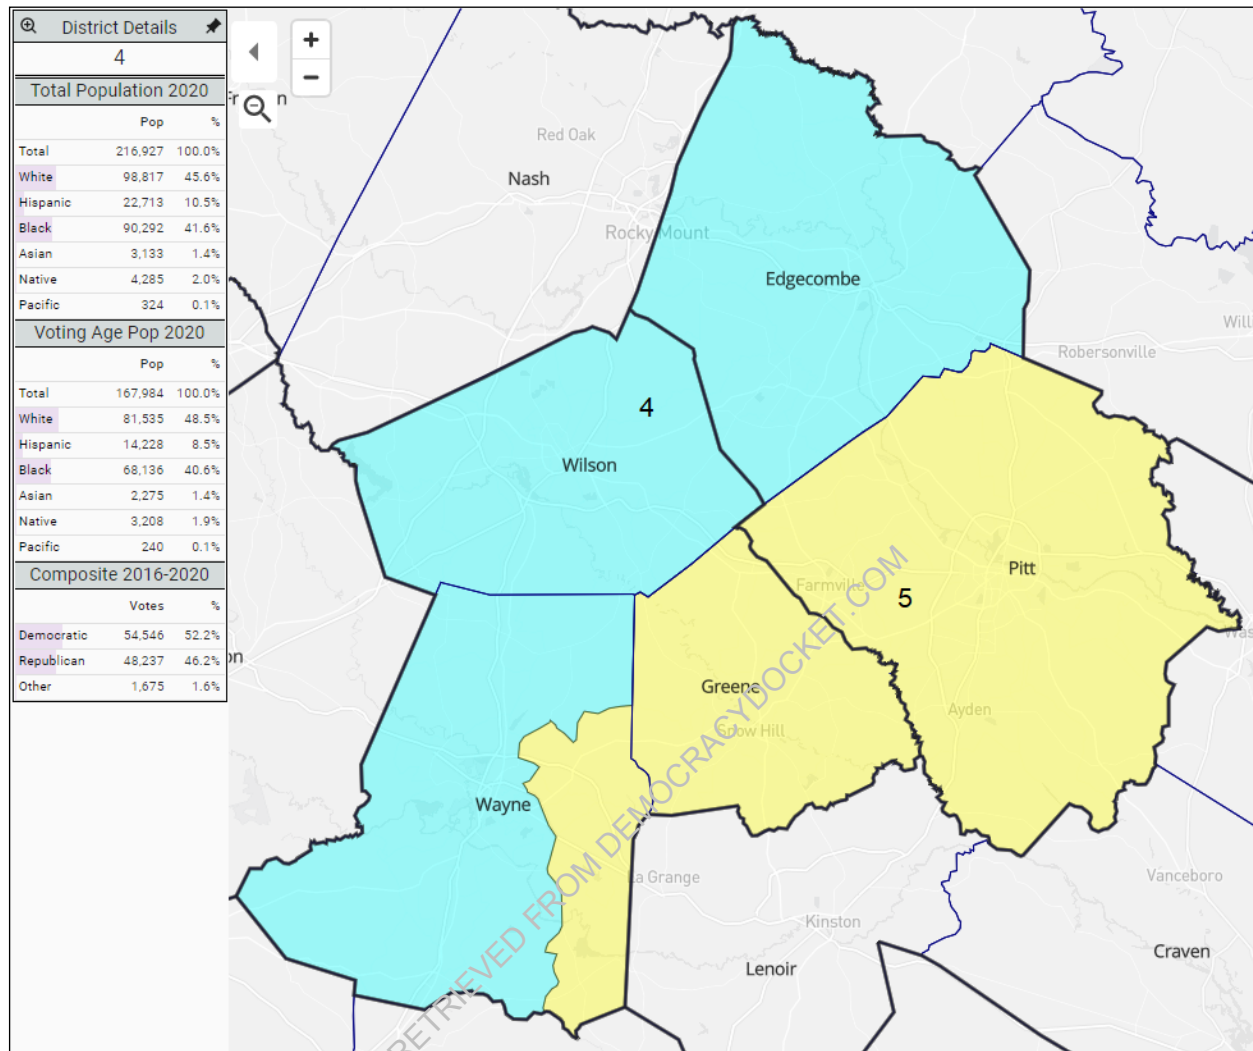 District Details
4
Total Population 2020
Pop %
Total 216,927 100.0%
White 98,817 45.6%
Hispanic 22,713 10.5%
Black 90,292 41.6%
Asian 3,133 1.4%
Native 4,285 2.0%
Pacific 324 0.1%
Voting Age Pop 2020
Pop %
Total 167,984 100.0%
White 81,535 48.5%
Hispanic 14,228 8.5%
Black 68,136 40.6%
Asian 2,275 1.4%
Native 3,208 1.9%
Pacific 240 0.1%
Composite 2016-2020
Votes %
Democratic 54,546 52.2%
Republican 48,237 46.2%
Other 1,675 1.6%
+
−
Red Oak
Nash
Rocky Mount
Edgecombe
Robersonville
4
Wilson
Farmville
5
Pitt
Greene
Snow Hill
Ayden
Wayne
La Grange
Kinston
Vanceboro
Lenoir
Craven
RETRIEVED FROM DEMOCRACYDOCKET.COM